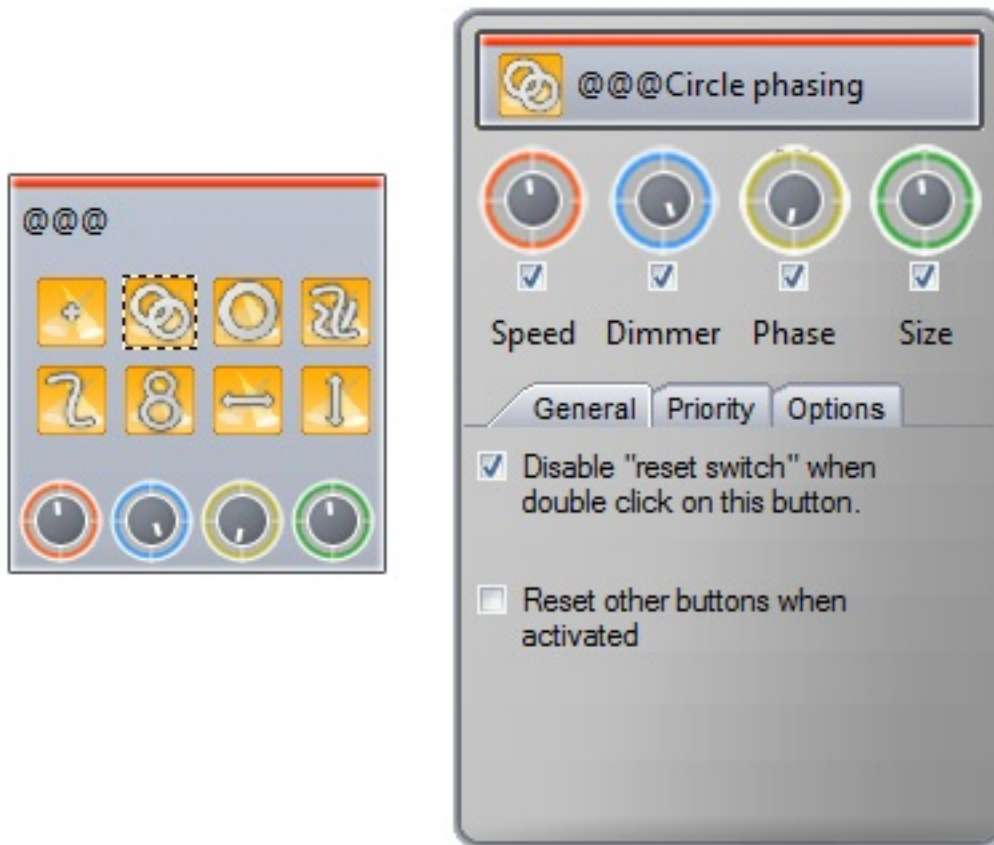 @@@
@@@Circle phasing
Speed Dimmer Phase Size
General Priority Options
Disable "reset switch" when
double click on this button.
Reset other buttons when
activated